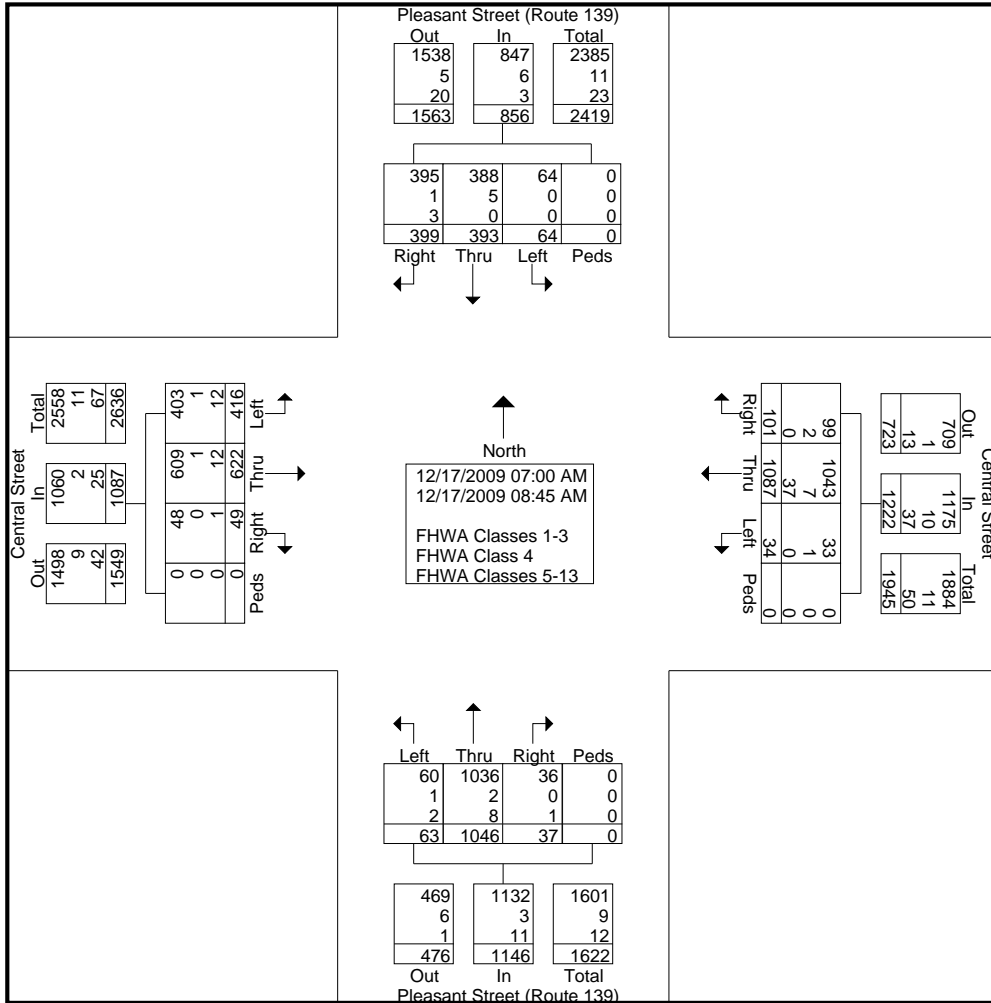 Pleasant Street (Route 139)
Out In Total
1538 847 2385
5 6 11
20 3 23
1563 856 2419
395 388 64 0
1 5 0 0
3 0 0 0
399 393 64 0
Right Thru Left Peds
Central Street
Total In Out
2558 1060 1498
11 2 9
67 25 42
2636 1087 1549
403 609 48 0
1 1 0 0
12 12 1 0
416 622 49 0
Left Thru Right Peds
North
12/17/2009 07:00 AM
12/17/2009 08:45 AM
FHWA Classes 1-3
FHWA Class 4
FHWA Classes 5-13
Central Street
Out In Total
709 1175 1884
1 10 11
13 37 50
723 1222 1945
99 1043 33 0
2 7 1 0
0 37 0 0
101 1087 34 0
Right Thru Left Peds
Left Thru Right Peds
60 1036 36 0
1 2 0 0
2 8 1 0
63 1046 37 0
469 1132 1601
6 3 9
1 11 12
476 1146 1622
Out In Total
Pleasant Street (Route 139)